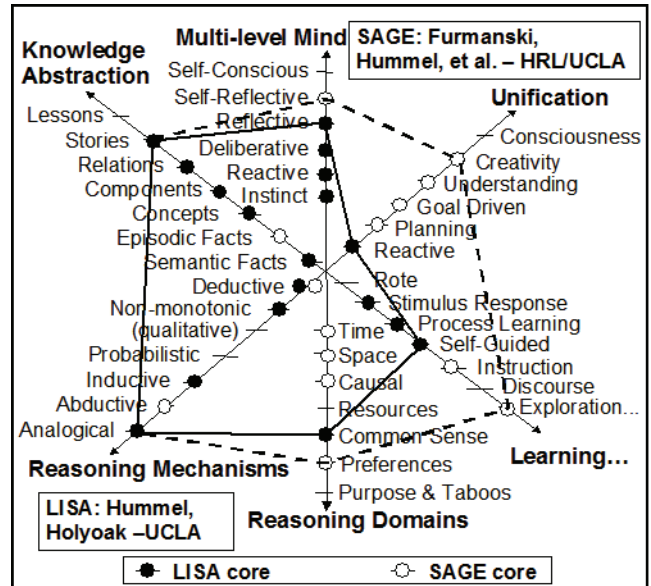 Multi-level Mind
SAGE: Furmanski,
Hummel, et al. – HRL/UCLA
Knowledge
Abstraction
Self-Conscious
Self-Reflective
Reflective
Deliberative
Reactive
Instinct
Unification
Consciousness
Creativity
Understanding
Goal Driven
Planning
Reactive
Lessons
Stories
Relations
Components
Concepts
Episodic Facts
Semantic Facts
Rote
Stimulus Response
Process Learning
Self-Guided
Instruction
Discourse
Exploration...
Learning...
Deductive
Non-monotonic
(qualitative)
Probabilistic
Inductive
Abductive
Analogical
Reasoning Mechanisms
Time
Space
Causal
Resources
Common Sense
Preferences
Purpose & Taboos
Reasoning Domains
LISA: Hummel,
Holyoak –UCLA
LISA core
SAGE core